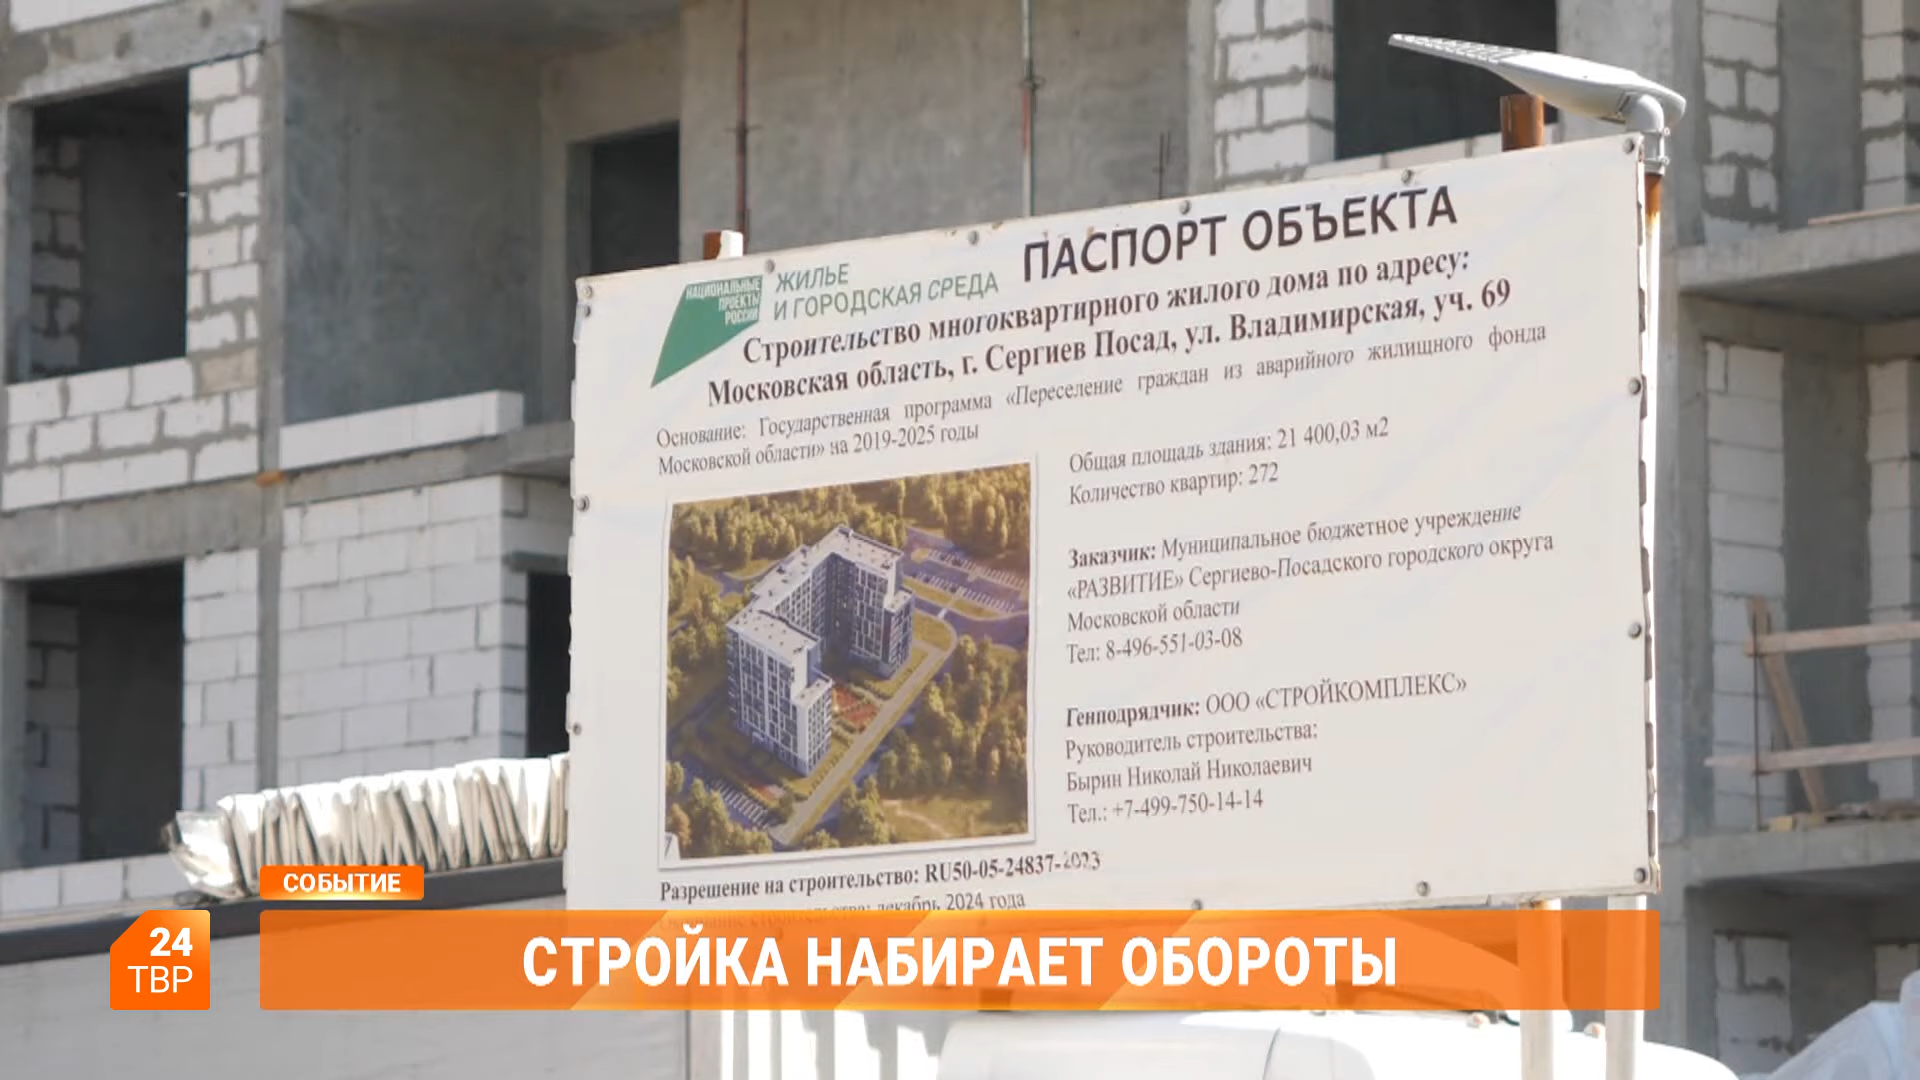 НАЦИОНАЛЬНЫЕ
ПРОЕКТЫ
РОССИИ
ЖИЛЬЕ
И ГОРОДСКАЯ СРЕДА
ПАСПОРТ ОБЪЕКТА
Строительство многоквартирного жилого дома по адресу:
Московская область, г. Сергиев Посад, ул. Владимирская, уч. 69
Основание: Государственная программа «Переселение граждан из аварийного жилищного фонда
Московской области» на 2019-2025 годы
Общая площадь здания: 21 400,03 м2
Количество квартир: 272
Заказчик: Муниципальное бюджетное учреждение
«РАЗВИТИЕ» Сергиево-Посадского городского округа
Московской области
Тел: 8-496-551-03-08
Генподрядчик: ООО «СТРОЙКОМПЛЕКС»
Руководитель строительства:
Бырин Николай Николаевич
Тел.: +7-499-750-14-14
Разрешение на строительство: RU50-05-24837-2023
декабрь 2024 года
СОБЫТИЕ
24
ТВР
СТРОЙКА НАБИРАЕТ ОБОРОТЫ